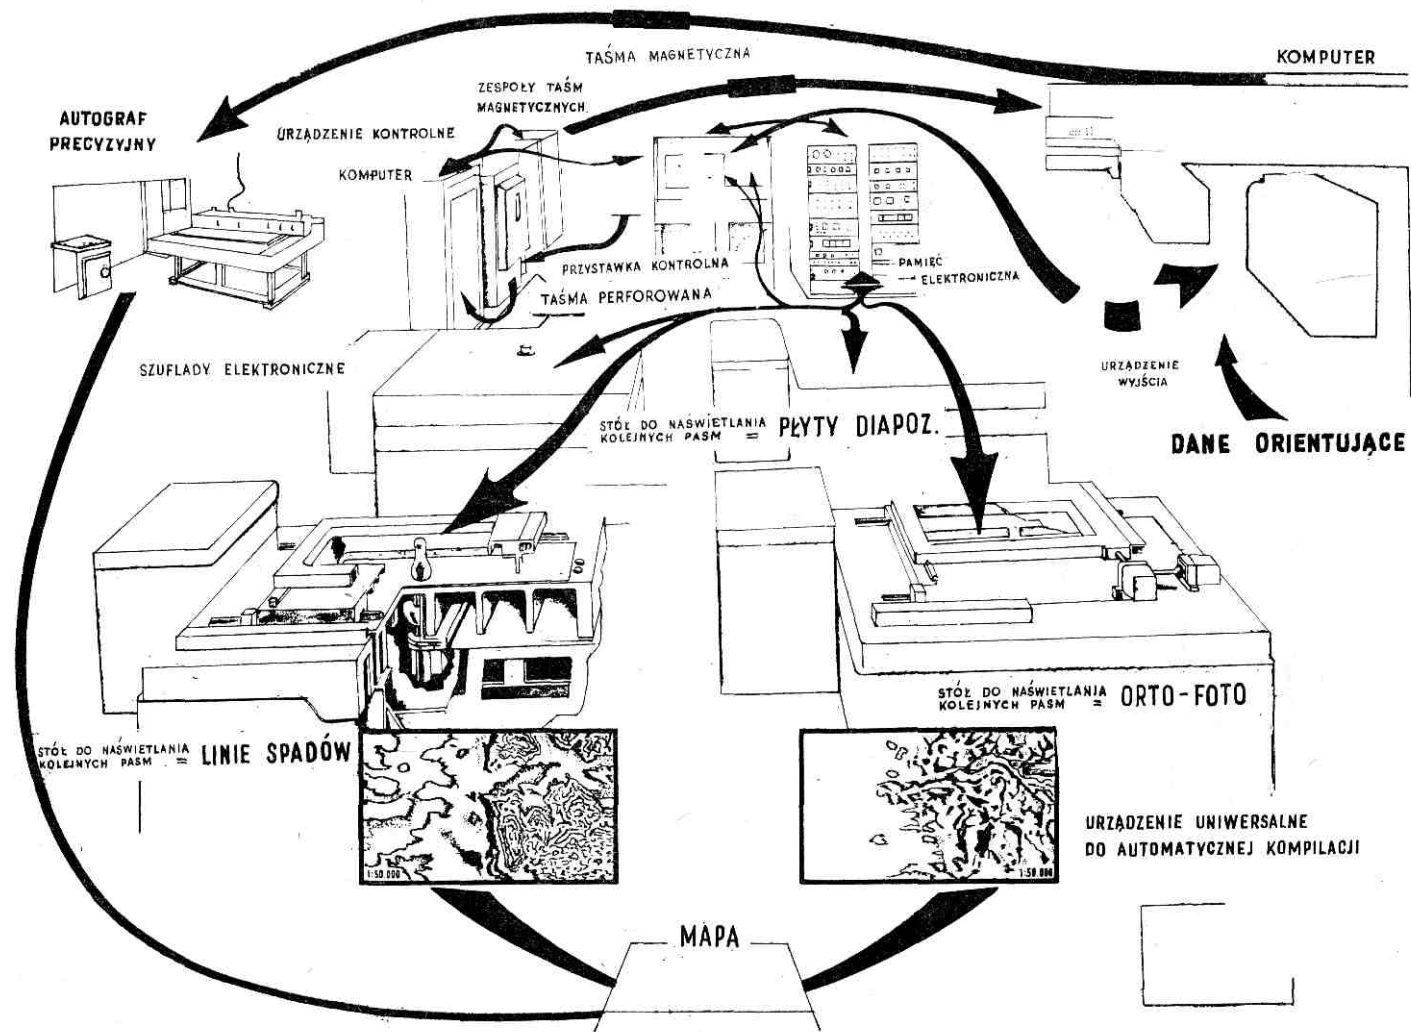 TAŚMA MAGNETYCZNA
KOMPUTER
ZESPOŁY TAŚM
MAGNETYCZNYCH
AUTOGRAF
PRECYZYJNY
URZĄDZENIE KONTROLNE
KOMPUTER
PRZYSTAWKA KONTROLNA
PAMIĘĆ
ELEKTRONICZNA
TAŚMA PERFOROWANA
SZUFLADY ELEKTRONICZNE
URZĄDZENIE
WYJŚCIA
STÓŁ DO NAŚWIETLANIA
KOLEJNYCH PASM = PŁYTY DIAPOZ.
DANE ORIENTUJĄCE
STÓŁ DO NAŚWIETLANIA
KOLEJNYCH PASM = ORTO-FOTO
STÓŁ DO NAŚWIETLANIA
KOLEJNYCH PASM = LINIE SPADÓW
1:50.000
1:50.000
URZĄDZENIE UNIWERSALNE
DO AUTOMATYCZNEJ KOMPILACJI
MAPA